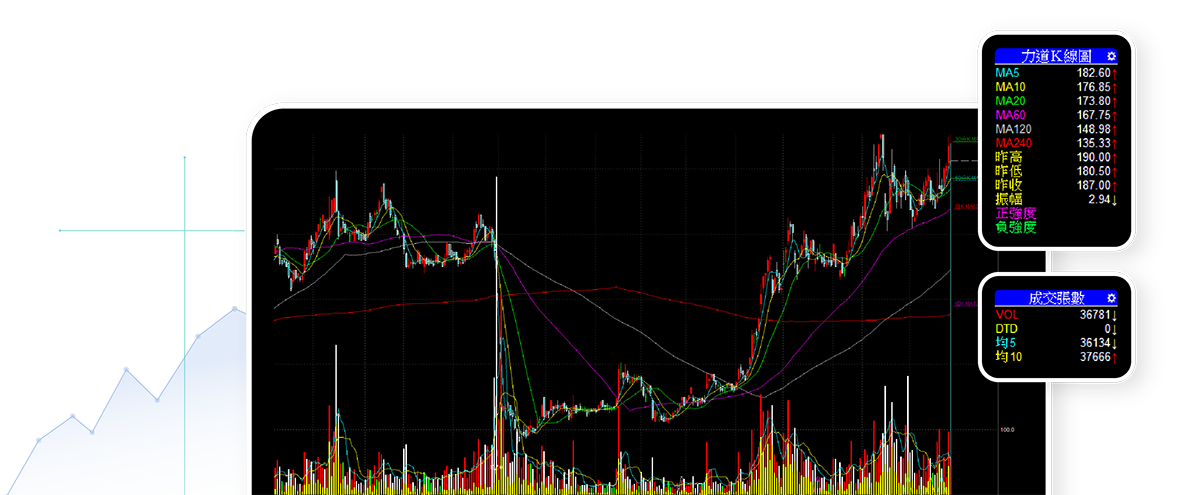 力道K線圖
MA5 182.60↑
MA10 176.85↑
MA20 173.80↑
MA60 167.75↑
MA120 148.98↑
MA240 135.33↑
昨高 190.00↑
昨低 180.50↑
昨收 187.00↑
振幅 2.94↓
正強度
負強度
成交張數
VOL 36781↓
DTD 0↓
均5 36134↓
均10 37666↑
100.0